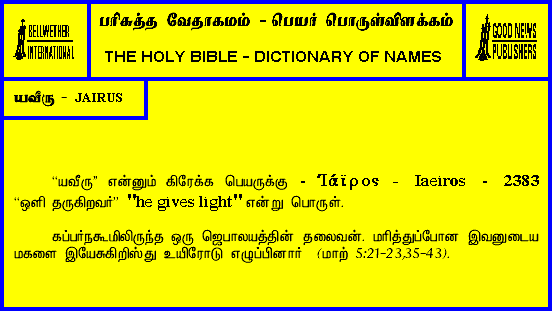 BELLWETHER
INTERNATIONAL
பரிசுத்த வேதாகமம் - பெயர் பொருள்விளக்கம்
THE HOLY BIBLE - DICTIONARY OF NAMES
GOOD NEWS
PUBLISHERS
யவீரு - JAIRUS
“யவீரு” என்னும் கிரேக்க பெயருக்கு - Ἰάϊρος - Iaeiros - 2383
“ஒளி தருகிறவர்” "he gives light" என்று பொருள்.
கப்பர்நகூமிலிருந்த ஒரு ஜெபாலயத்தின் தலைவன். மரித்துப்போன இவனுடைய
மகளை இயேசுகிறிஸ்து உயிரோடு எழுப்பினார் (மாற் 5:21-23,35-43).